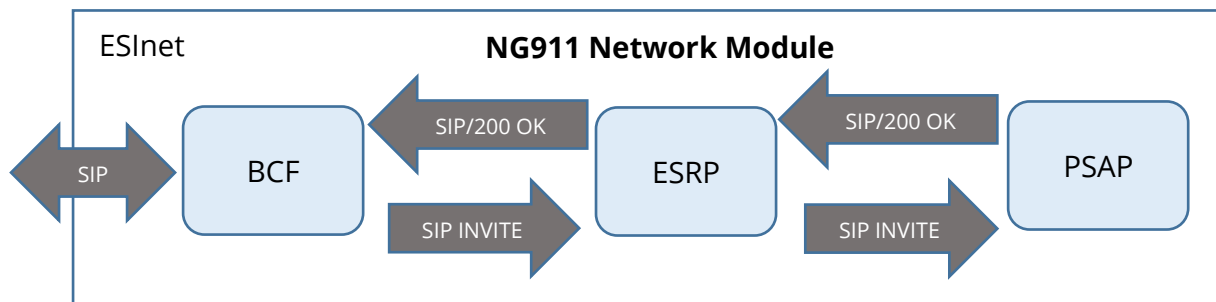 ESInet
NG911 Network Module
SIP/200 OK
SIP/200 OK
SIP
BCF
ESRP
PSAP
SIP INVITE
SIP INVITE